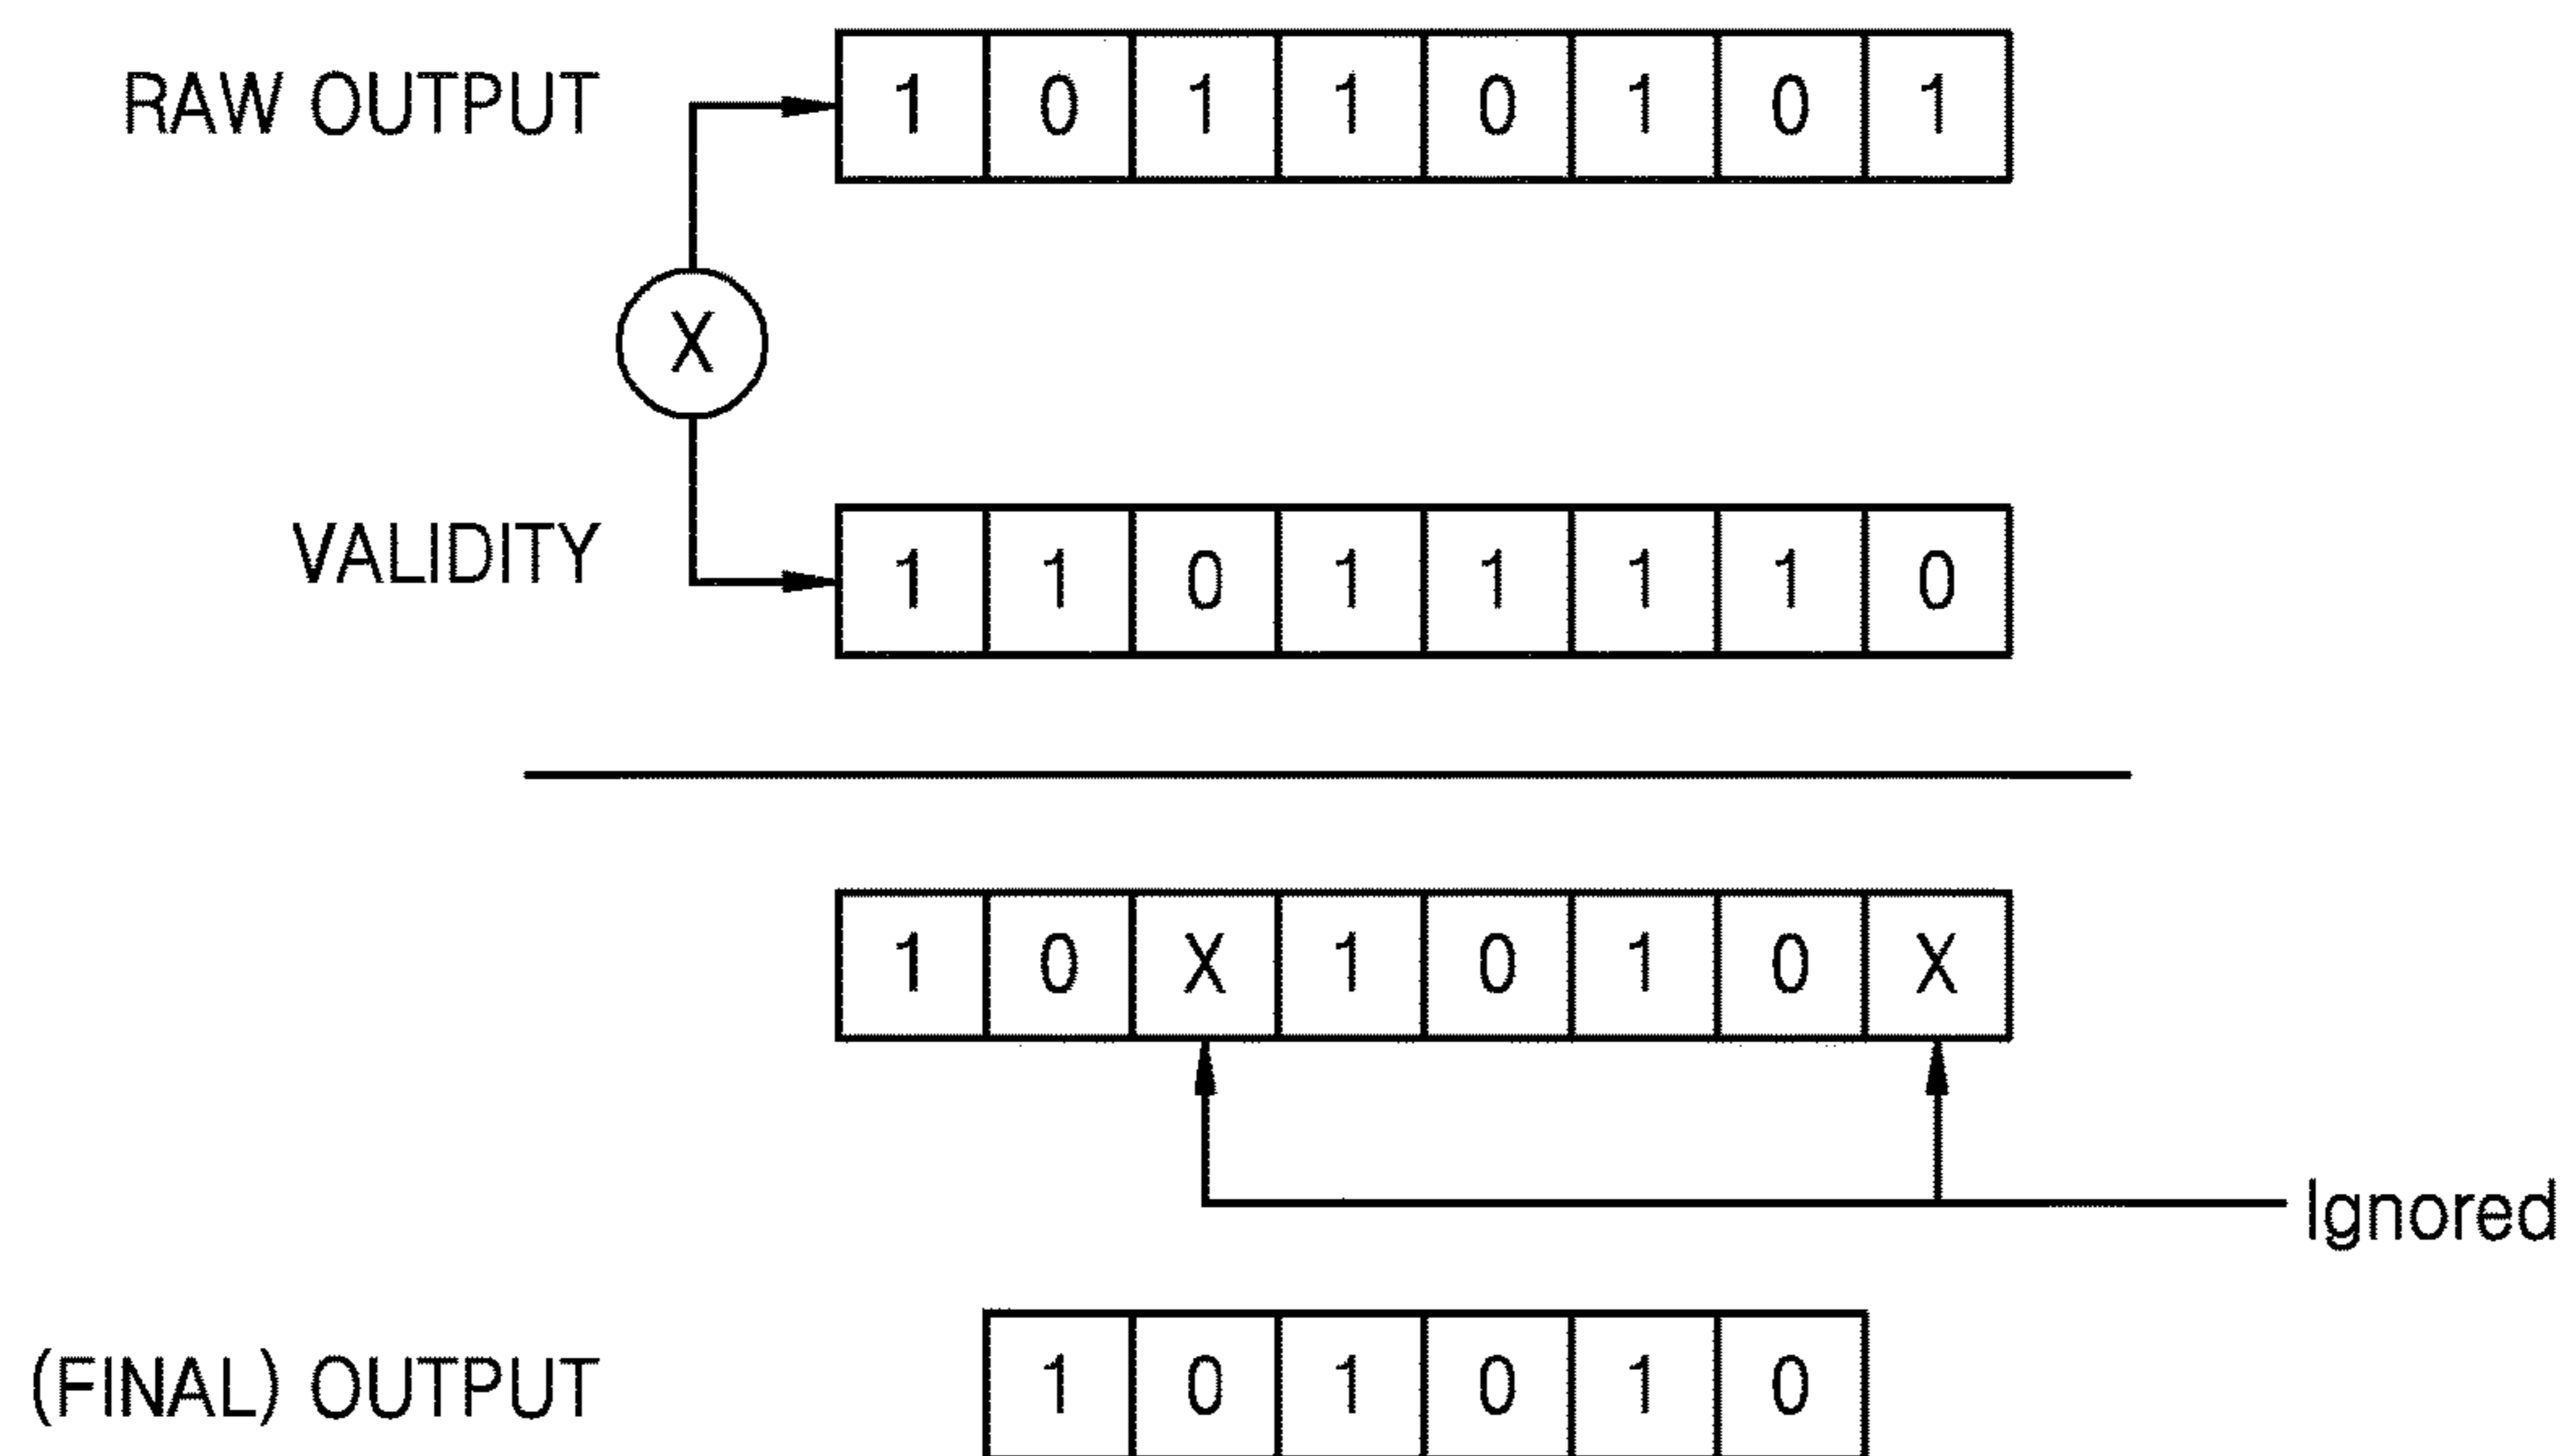 RAW OUTPUT 1 0 1 1 0 1 0 1
X
VALIDITY 1 1 0 1 1 1 1 0
1 0 X 1 0 1 0 X
Ignored
(FINAL) OUTPUT 1 0 1 0 1 0